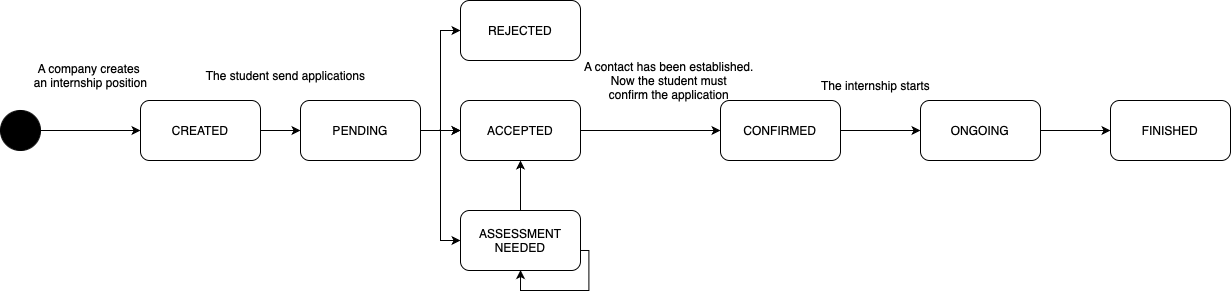 REJECTED
A company creates
an internship position
The student send applications
A contact has been established.
Now the student must
confirm the application
The internship starts
CREATED
PENDING
ACCEPTED
CONFIRMED
ONGOING
FINISHED
ASSESSMENT
NEEDED